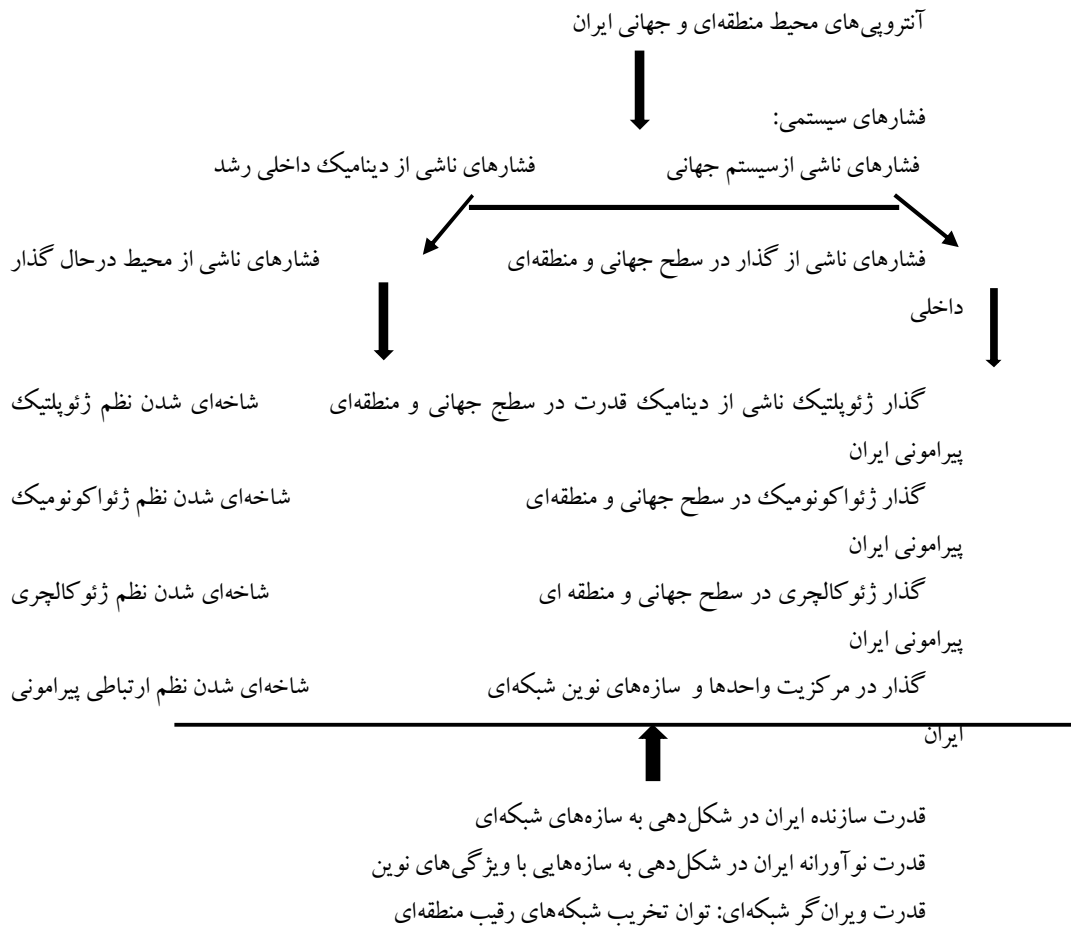 آنتروپی‌های محیط منطقه‌ای و جهانی ایران
فشارهای سیستمی:
فشارهای ناشی ازسیستم جهانی فشارهای ناشی از دینامیک داخلی رشد
فشارهای ناشی از گذار در سطح جهانی و منطقه‌ای فشارهای ناشی از محیط درحال گذار
داخلی
گذار ژئوپلتیک ناشی از دینامیک قدرت در سطج جهانی و منطقه‌ای شاخه‌ای شدن نظم ژئوپلتیک
پیرامونی ایران
گذار ژئواکونومیک در سطح جهانی و منطقه‌ای شاخه‌ای شدن نظم ژئواکونومیک
پیرامونی ایران
گذار ژئوکالچری در سطح جهانی و منطقه ای شاخه‌ای شدن نظم ژئوکالچری
پیرامونی ایران
گذار در مرکزیت واحدها و سازه‌های نوین شبکه‌ای شاخه‌ای شدن نظم ارتباطی پیرامونی
ایران
قدرت سازنده ایران در شکل‌دهی به سازه‌های شبکه‌ای
قدرت نوآورانه ایران در شکل‌دهی به سازه‌هایی با ویژگی‌های نوین
قدرت ویران‌گر شبکه‌ای: توان تخریب شبکه‌های رقیب منطقه‌ای